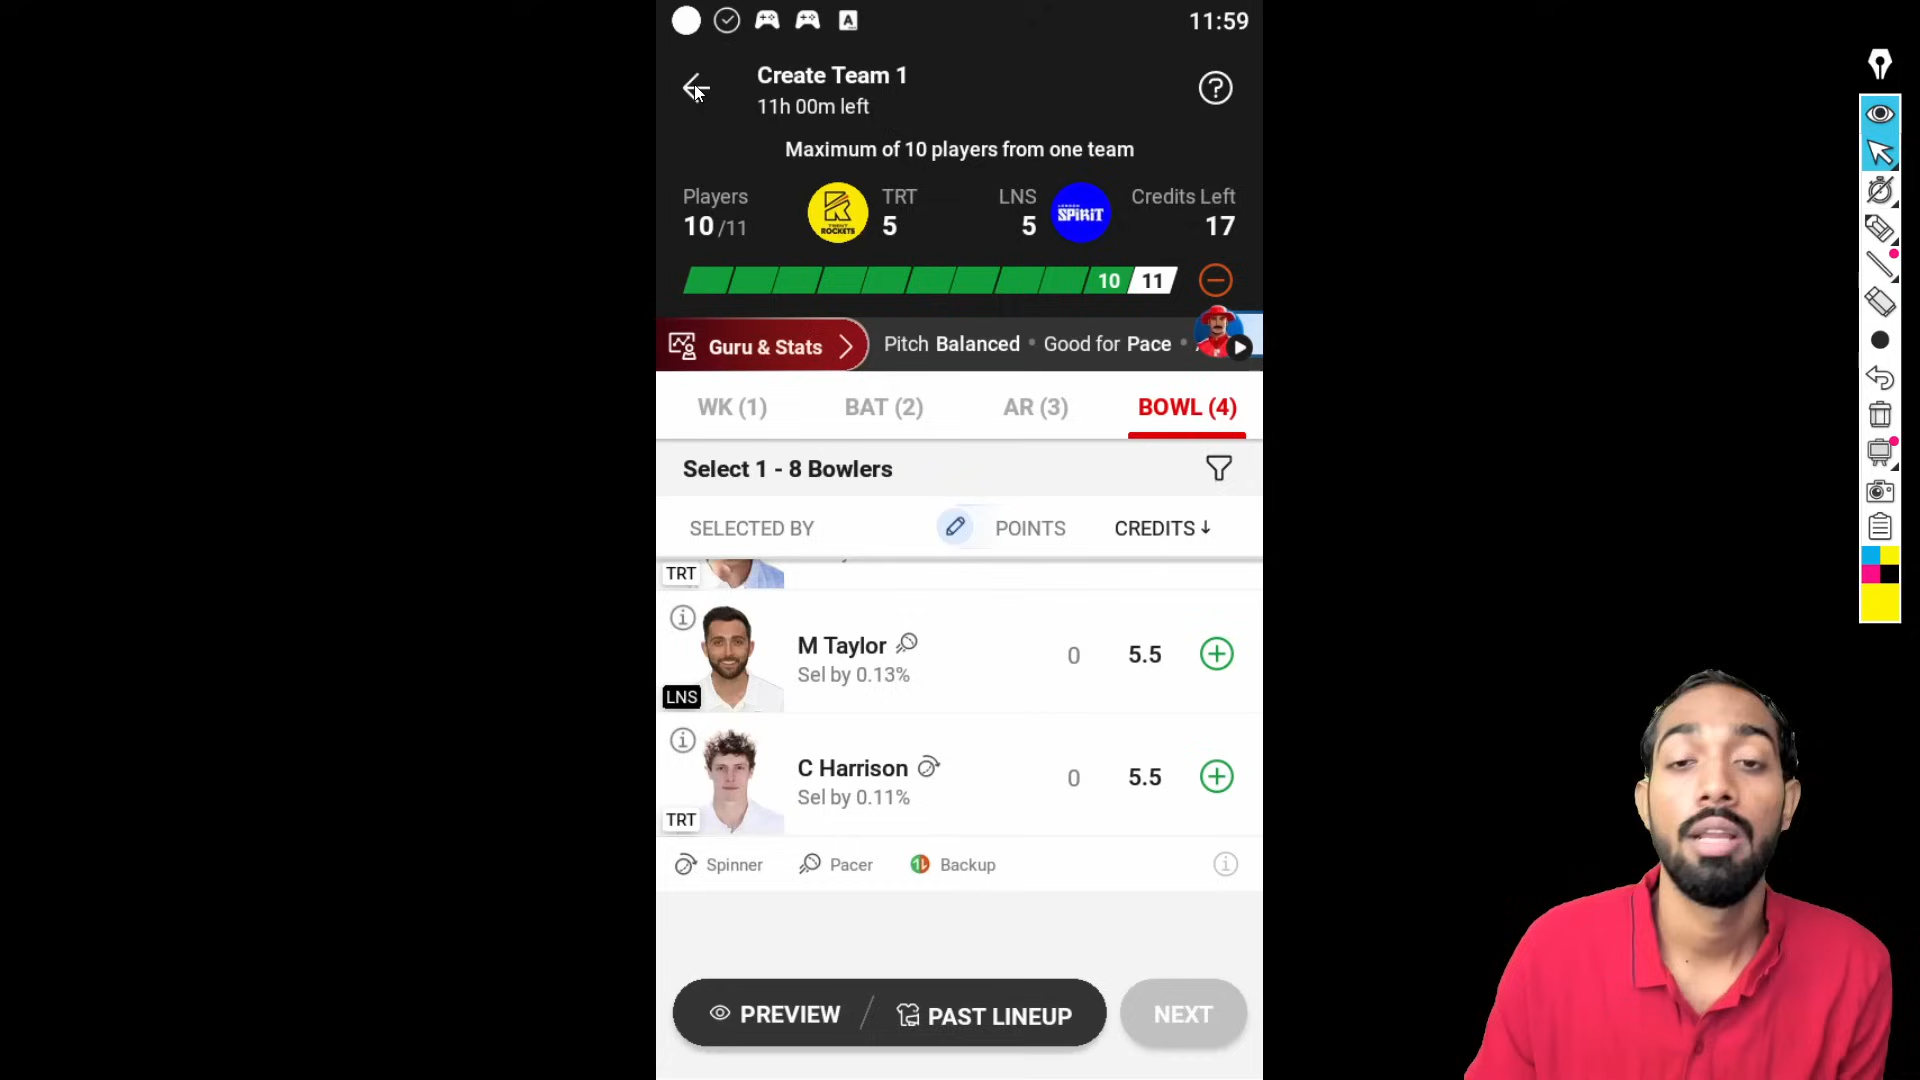 11:59
Create Team 1
11h 00m left
Maximum of 10 players from one team
Players
10 /11
TRENT ROCKETS
TRT
5
LNS
5
LONDON SPIRIT
Credits Left
17
10 11
Guru & Stats
Pitch Balanced • Good for Pace •
WK (1)
BAT (2)
AR (3)
BOWL (4)
Select 1 - 8 Bowlers
SELECTED BY
POINTS
CREDITS ↓
TRT
M Taylor
Sel by 0.13%
0
5.5
LNS
C Harrison
Sel by 0.11%
0
5.5
TRT
Spinner
Pacer
Backup
PREVIEW
PAST LINEUP
NEXT